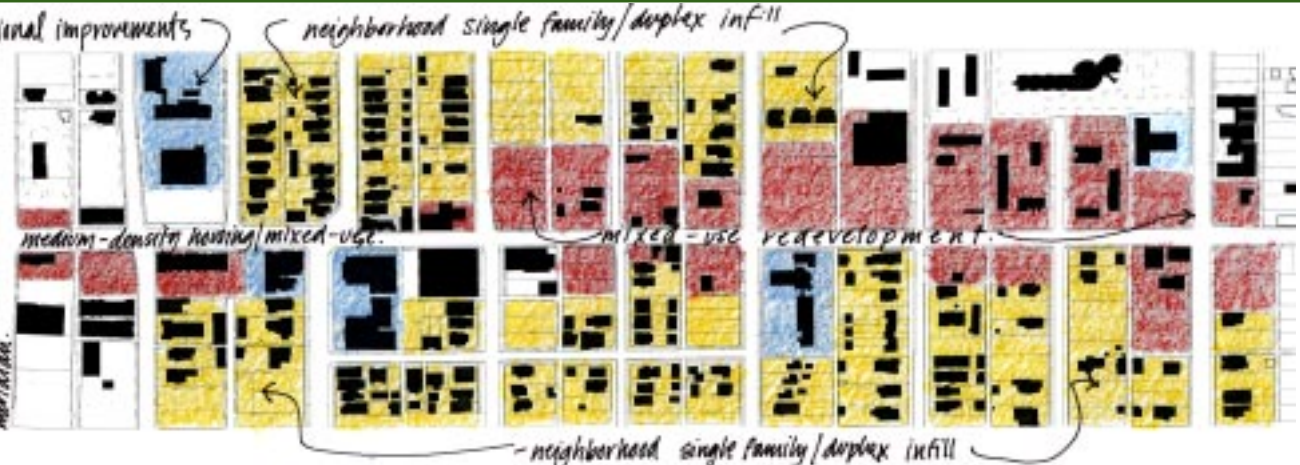 improvements
neighborhood single family/duplex infill
medium-density housing/mixed-use.
mixed-use redevelopment.
meridian.
neighborhood single family/duplex infill